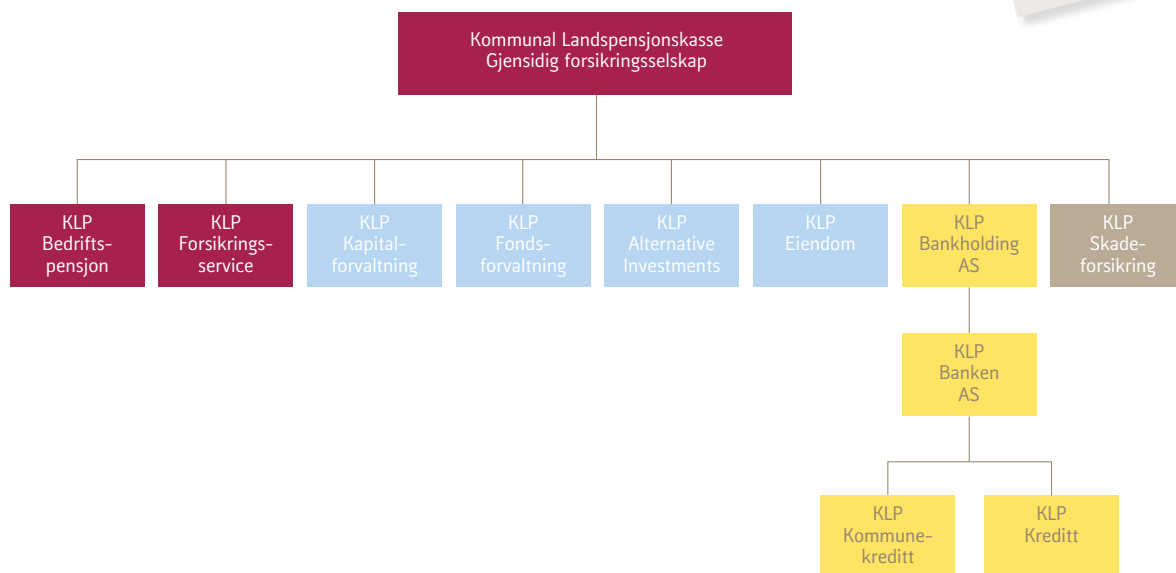 Kommunal Landspensjonskasse
Gjensidig forsikringsselskap
KLP
Bedrifts-
pensjon
KLP
Forsikrings-
service
KLP
Kapital-
forvaltning
KLP
Fonds-
forvaltning
KLP
Alternative
Investments
KLP
Eiendom
KLP
Bankholding
AS
KLP
Skade-
forsikring
KLP
Banken
AS
KLP
Kommune-
kreditt
KLP
Kreditt